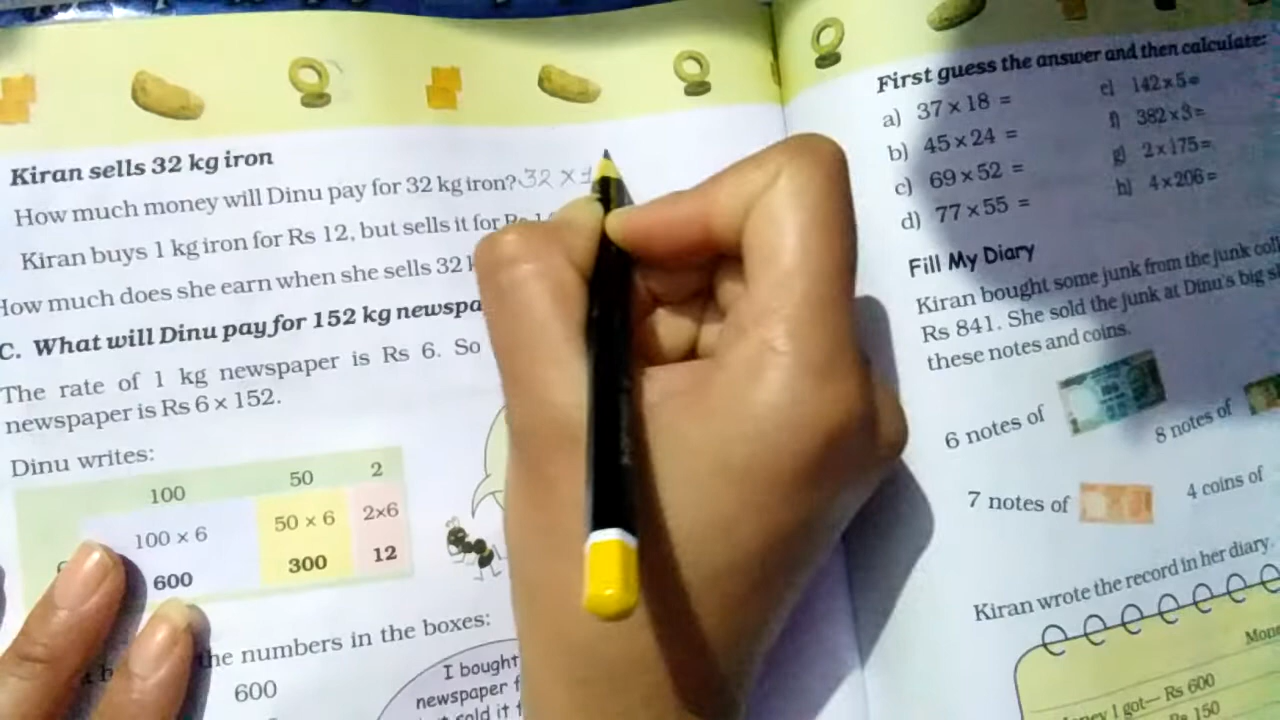 Kiran sells 32 kg iron
How much money will Dinu pay for 32 kg iron? 32 × 1
Kiran buys 1 kg iron for Rs 12, but sells it for
How much does she earn when she sells 32
C. What will Dinu pay for 152 kg
The rate of 1 kg newspaper is Rs 6. So
newspaper is Rs 6 × 152.
Dinu writes:
100 50 2
100 x 6 50 x 6 2×6
600 300 12
the numbers in the boxes:
600
I bought
newspaper
sold it
First guess the answer and then calculate:
a) 37 × 18 =
b) 45 × 24 =
c) 69 × 52 =
d) 77 × 55 =
e) 142 × 5 =
f) 382 × 3 =
g) 2 × 175 =
h) 4 × 206 =
Fill My Diary
Kiran bought some junk from the junk
Rs 841. She sold the junk at Dinu's big
these notes and coins.
6 notes of
8 notes of
7 notes of
4 coins of
Kiran wrote the record in her diary.
I got— Rs 600
Rs 150